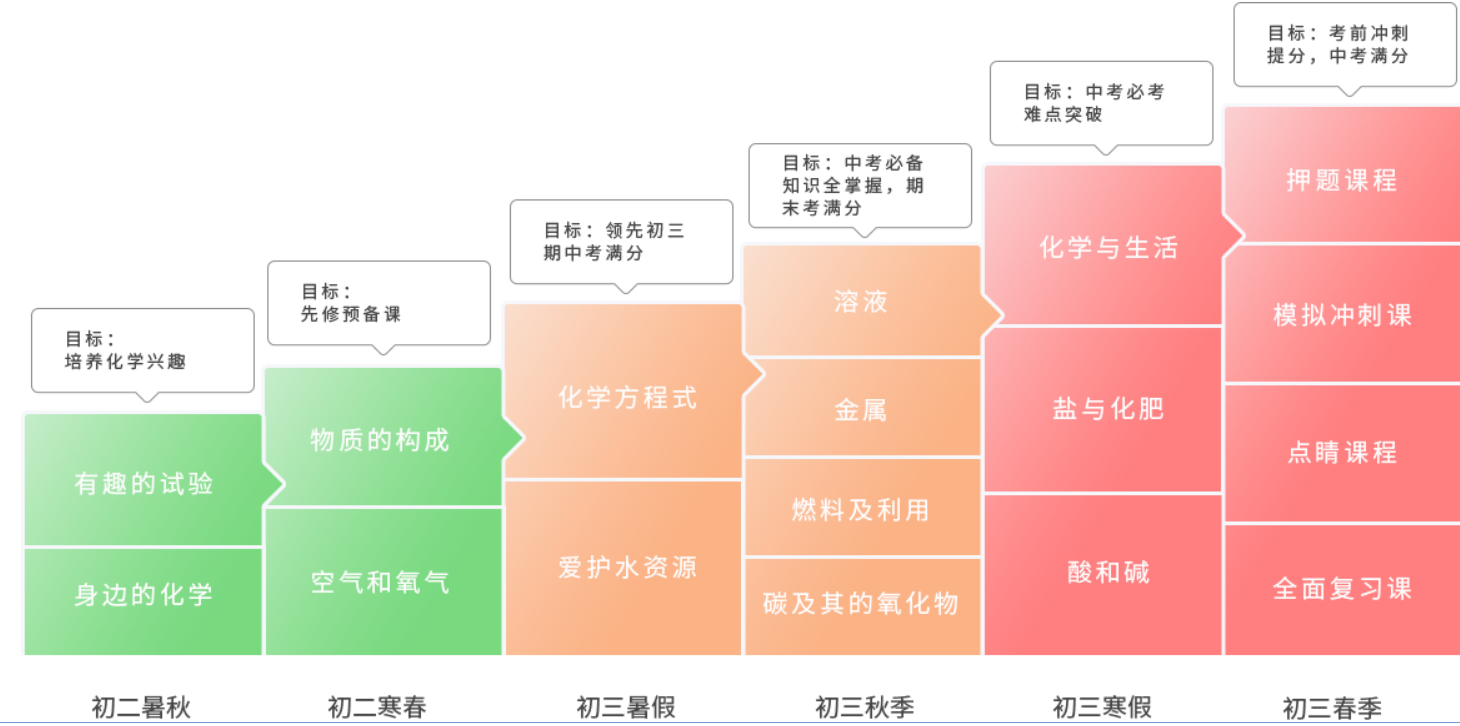 目标：
培养化学兴趣
有趣的试验
身边的化学
初二暑秋
目标：
先修预备课
物质的构成
空气和氧气
初二寒春
目标：领先初三
期中考满分
化学方程式
爱护水资源
初三暑假
目标：中考必备
知识全掌握，期
末考满分
溶液
金属
燃料及利用
碳及其的氧化物
初三秋季
目标：中考必考
难点突破
化学与生活
盐与化肥
酸和碱
初三寒假
目标：考前冲刺
提分，中考满分
押题课程
模拟冲刺课
点睛课程
全面复习课
初三春季